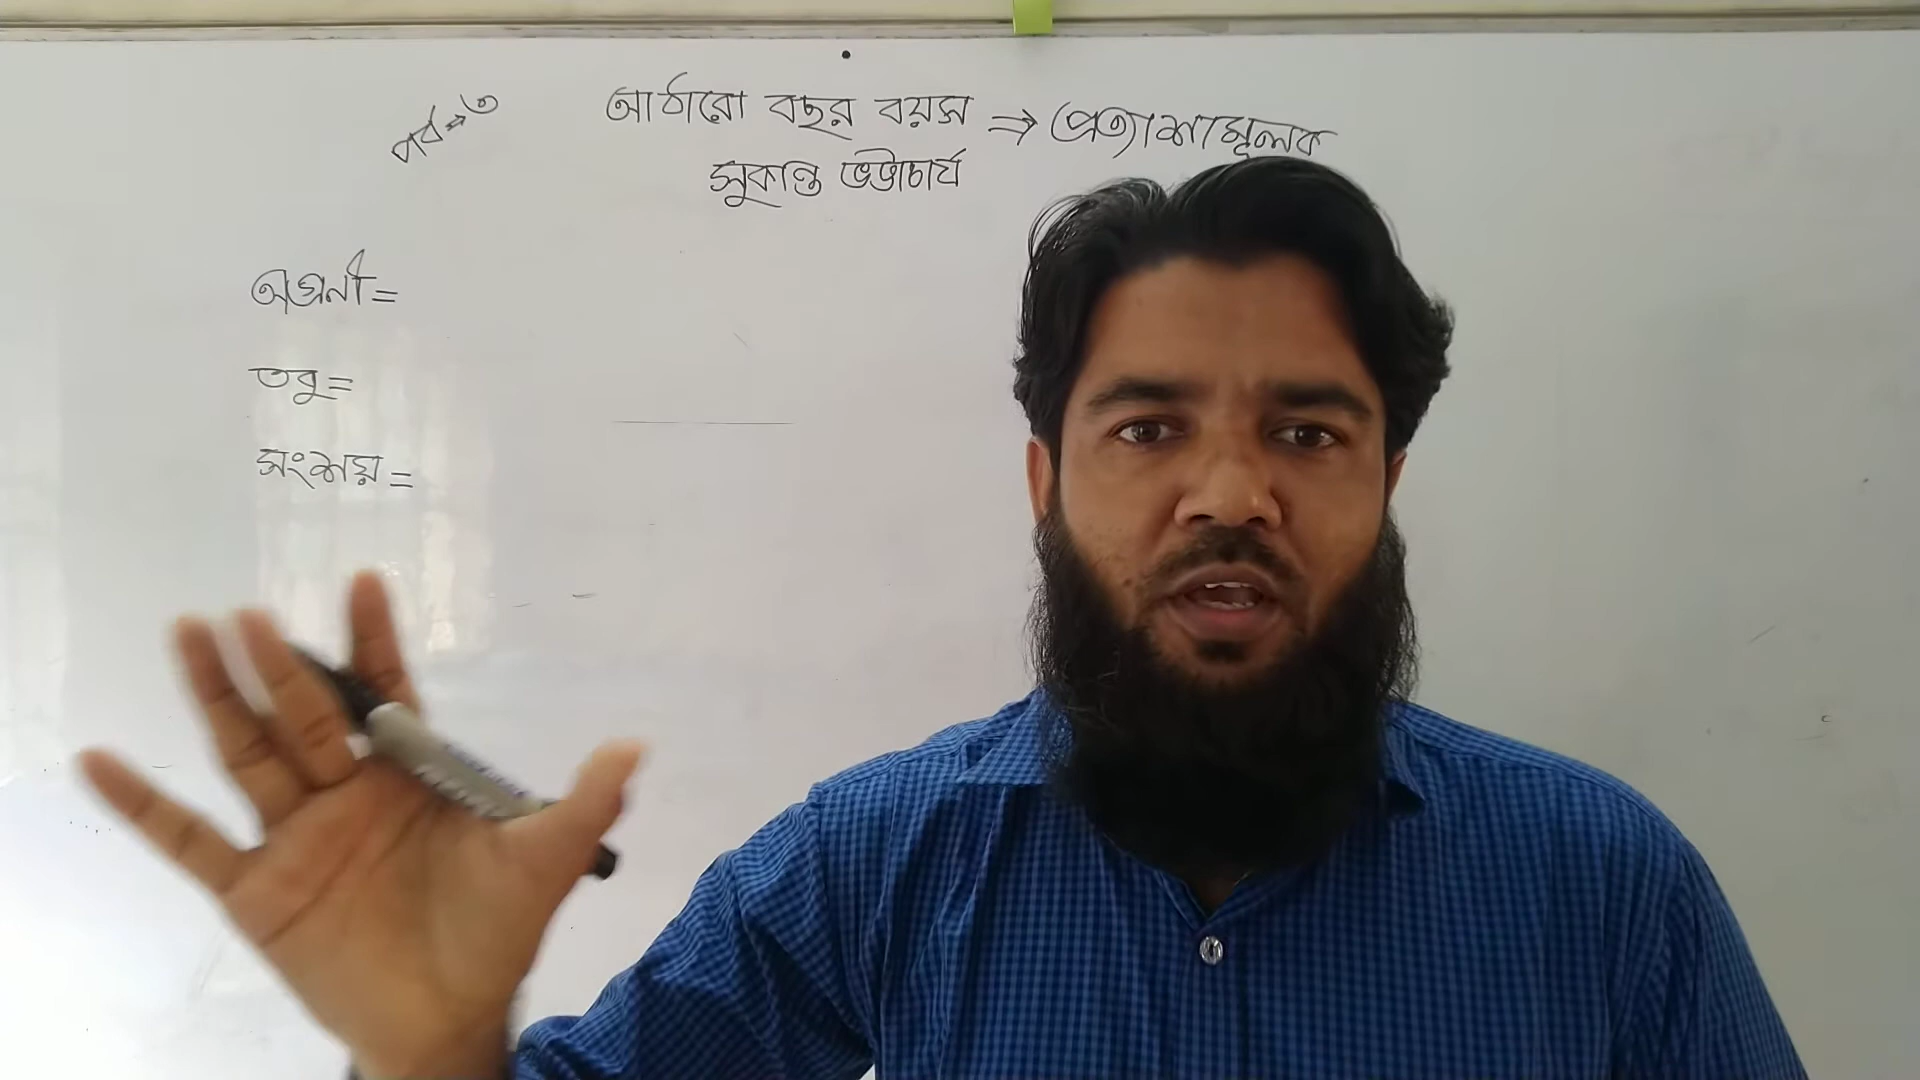 পর্ব ⇒ ৩
আঠারো বছর বয়স ⇒ প্রত্যাশামূলক
সুকান্ত ভট্টাচার্য
অগ্রণী =
তবু =
সংশয় =